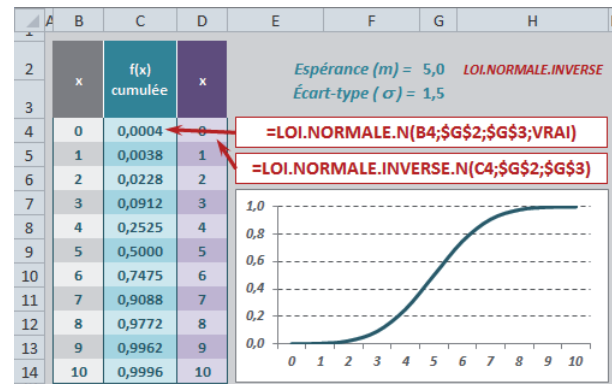 A B C D E F G H
1
2 x f(x) cumulée x Espérance (m) = 5,0 LOI.NORMALE.INVERSE
3 Écart-type ( σ ) = 1,5
4 0 0,0004 0 =LOI.NORMALE.N(B4;$G$2;$G$3;VRAI)
5 1 0,0038 1 =LOI.NORMALE.INVERSE.N(C4;$G$2;$G$3)
6 2 0,0228 2
7 3 0,0912 3
8 4 0,2525 4
9 5 0,5000 5
10 6 0,7475 6
11 7 0,9088 7
12 8 0,9772 8
13 9 0,9962 9
14 10 0,9996 10
1,0
0,8
0,6
0,4
0,2
0,0
0 1 2 3 4 5 6 7 8 9 10